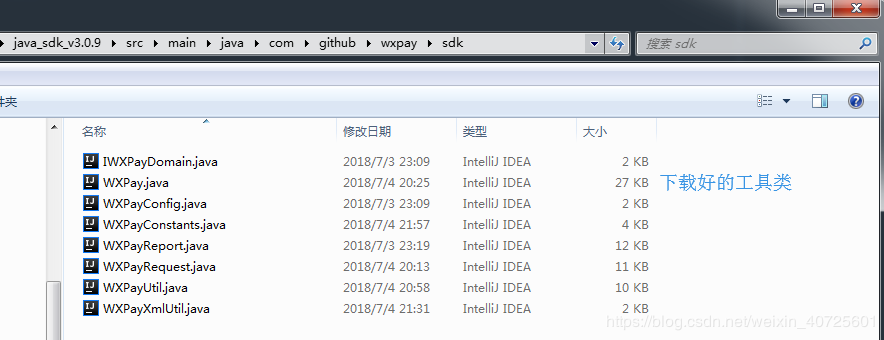 java_sdk_v3.0.9 src main java com github wxpay sdk 搜索 sdk
件夹
名称 修改日期 类型 大小
IWXPayDomain.java 2018/7/3 23:09 IntelliJ IDEA 2 KB
WXPay.java 2018/7/4 20:25 IntelliJ IDEA 27 KB 下载好的工具类
WXPayConfig.java 2018/7/3 23:09 IntelliJ IDEA 2 KB
WXPayConstants.java 2018/7/4 21:57 IntelliJ IDEA 4 KB
WXPayReport.java 2018/7/3 23:19 IntelliJ IDEA 12 KB
WXPayRequest.java 2018/7/4 20:13 IntelliJ IDEA 11 KB
WXPayUtil.java 2018/7/4 20:58 IntelliJ IDEA 10 KB
WXPayXmlUtil.java 2018/7/4 21:31 IntelliJ IDEA 2 KB
https://blog.csdn.net/weixin_40725601